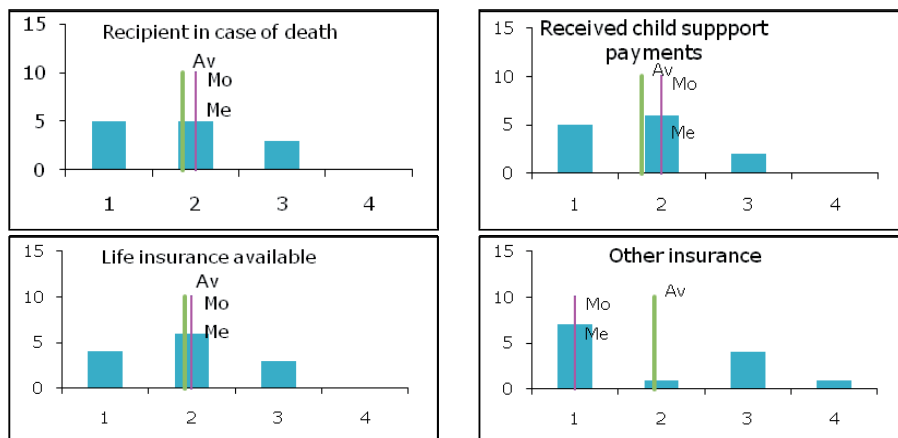 Recipient in case of death
15
Av
10
Mo
Me
5
0
1 2 3 4
Received child suppport
payments
15
Av
10
Mo
5
Me
0
1 2 3 4
Life insurance available
15
Av
10
Mo
Me
5
0
1 2 3 4
Other insurance
15
Av
10
Mo
Me
5
0
1 2 3 4